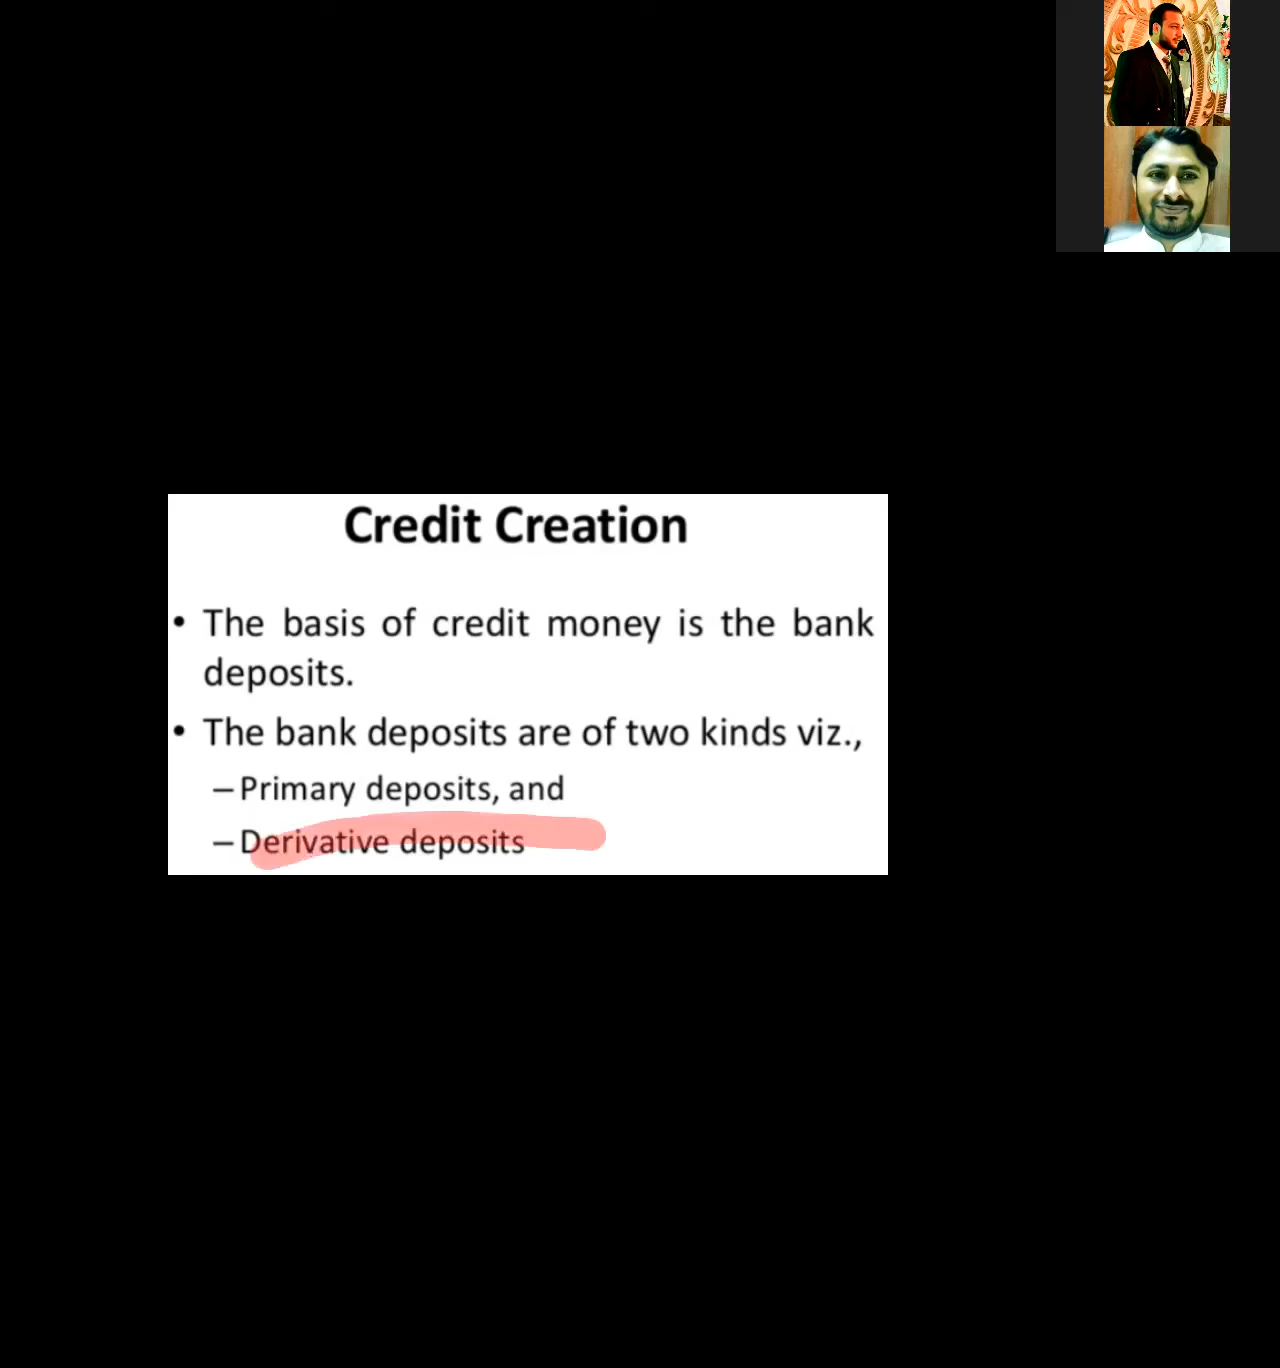 Credit Creation
• The basis of credit money is the bank
deposits.
• The bank deposits are of two kinds viz.,
– Primary deposits, and
– Derivative deposits